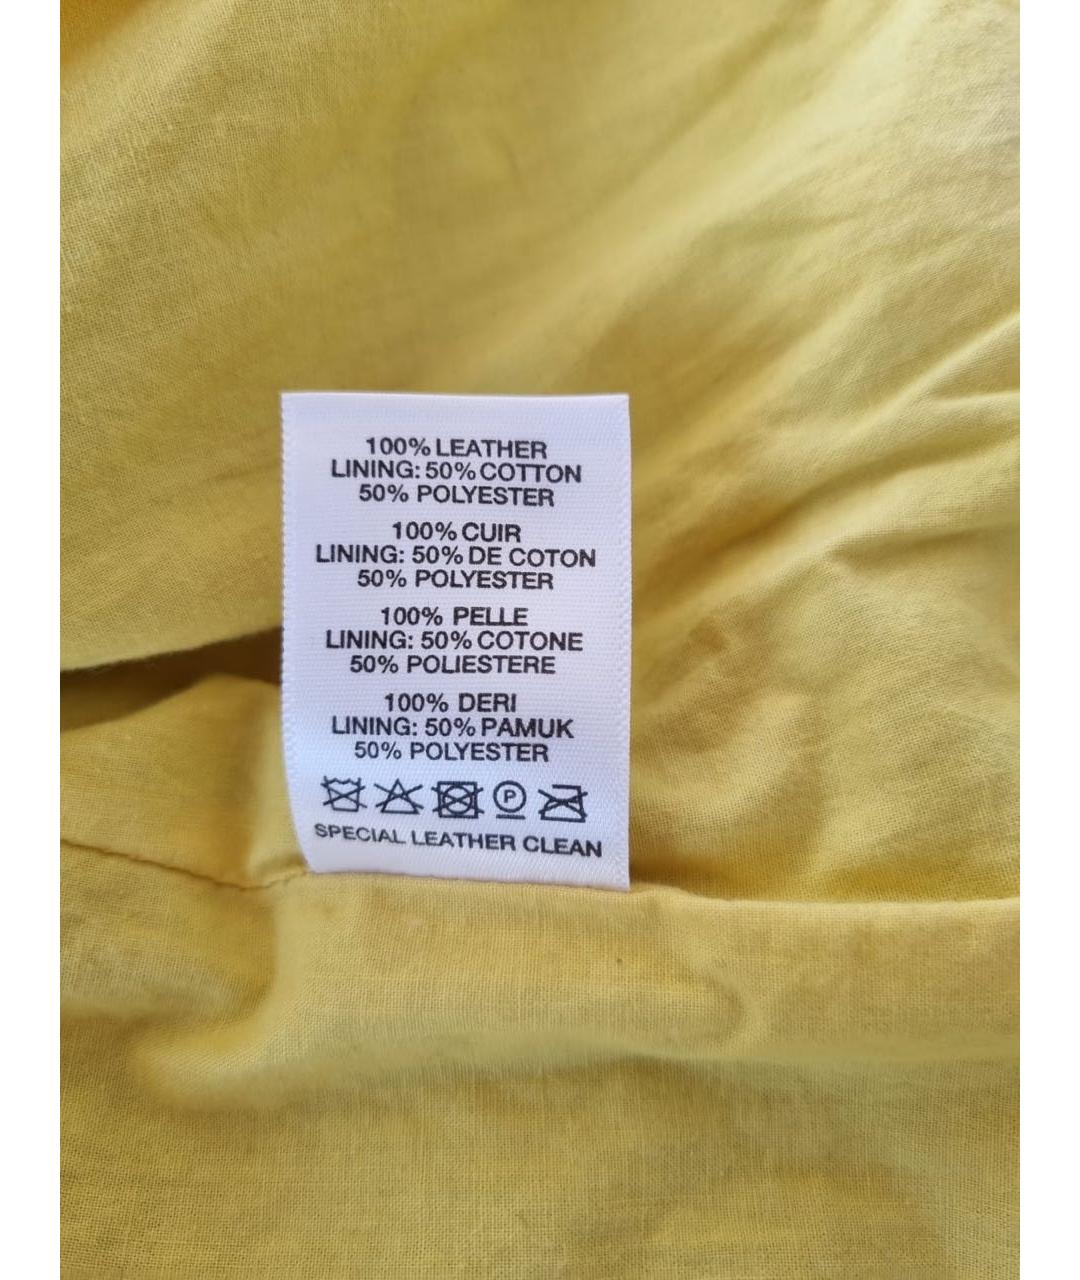 100% LEATHER
LINING: 50% COTTON
50% POLYESTER
100% CUIR
LINING: 50% DE COTON
50% POLYESTER
100% PELLE
LINING: 50% COTONE
50% POLIESTERE
100% DERI
LINING: 50% PAMUK
50% POLYESTER
P
SPECIAL LEATHER CLEAN